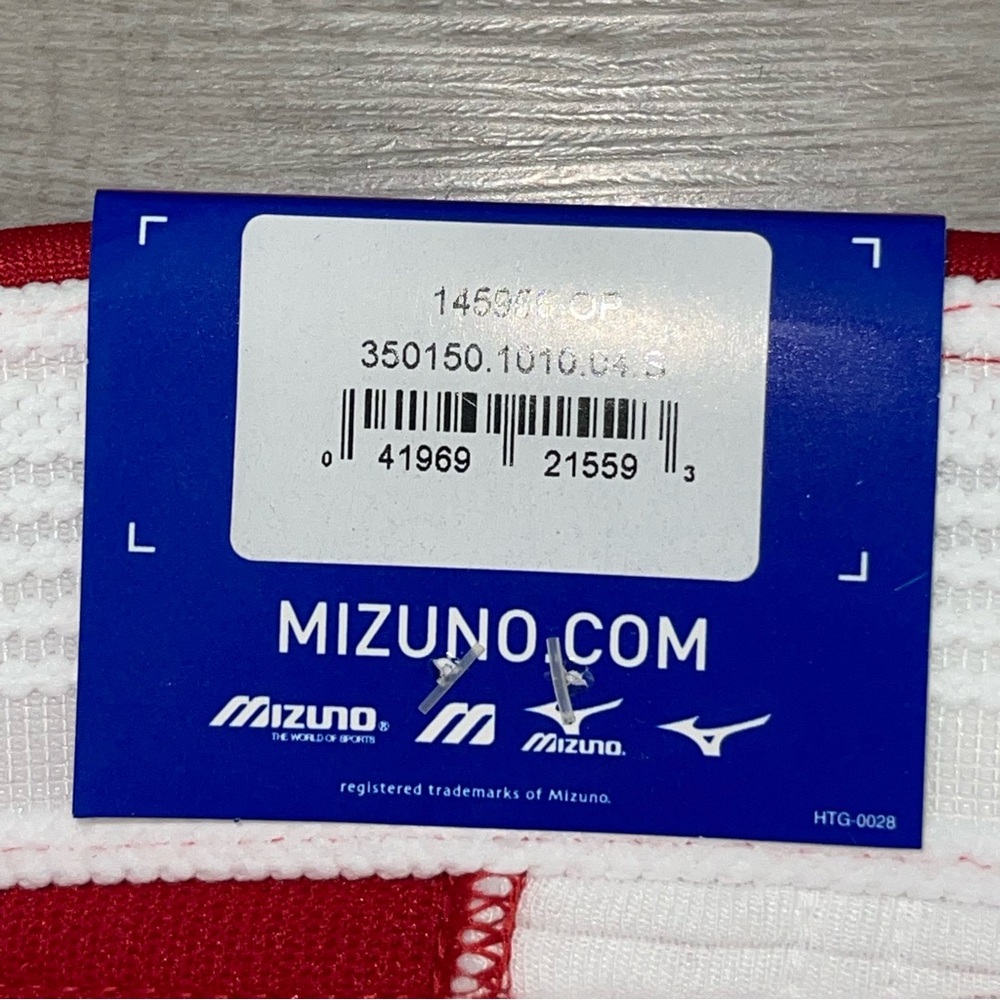 350150.1010.04.S
0 41969 21559 3
MIZUNO.COM
MIZUNO®
THE WORLD OF SPORTS
MIZUNO.
registered trademarks of Mizuno.
HTG-0028